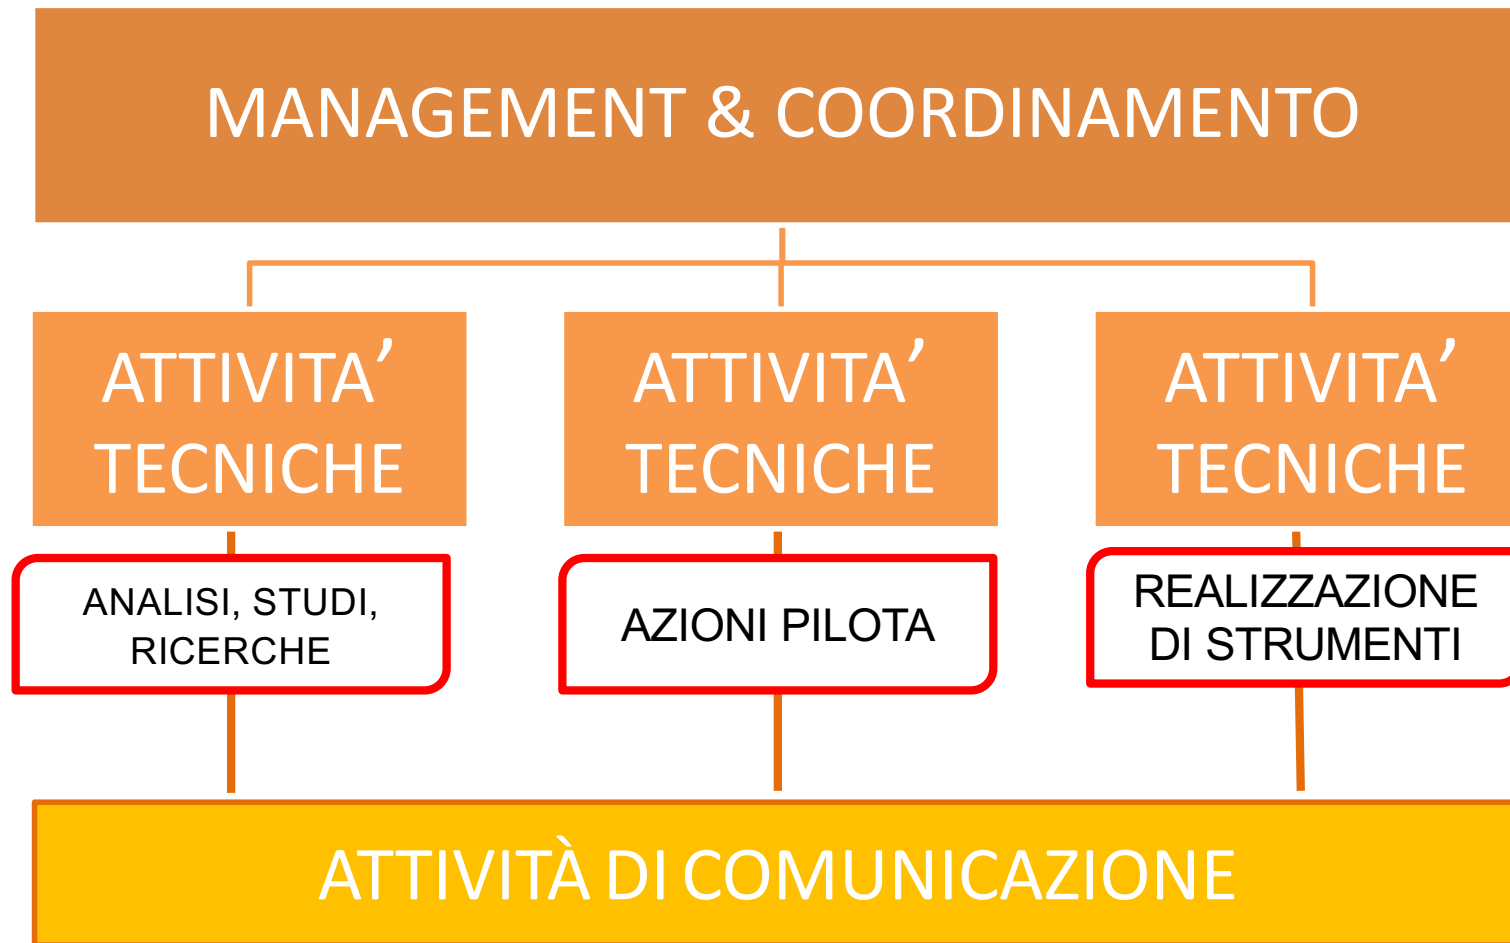 MANAGEMENT & COORDINAMENTO
ATTIVITA’
TECNICHE
ATTIVITA’
TECNICHE
ATTIVITA’
TECNICHE
ANALISI, STUDI,
RICERCHE
AZIONI PILOTA
REALIZZAZIONE
DI STRUMENTI
ATTIVITÀ DI COMUNICAZIONE